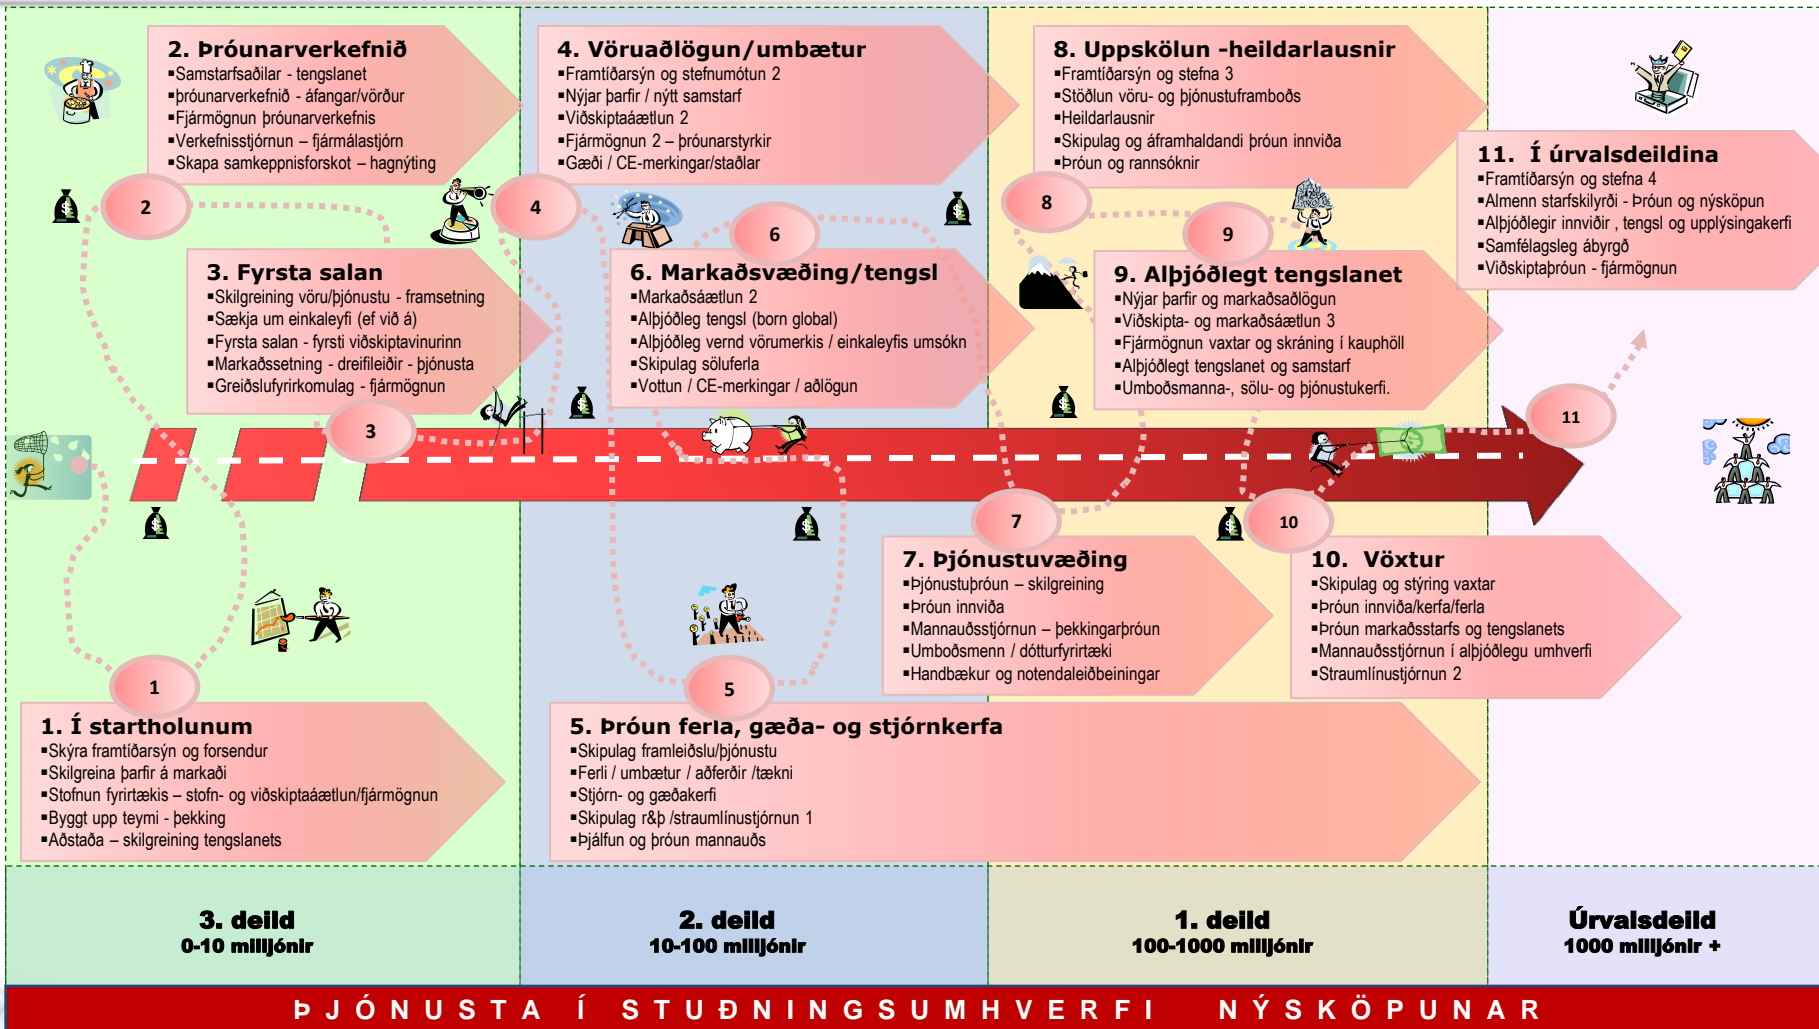 2. Þróunarverkefnið
▪Samstarfsaðilar - tengslanet
▪þróunarverkefnið - áfangar/vörður
▪Fjármögnun þróunarverkefnis
▪Verkefnisstjórnun – fjármálastjórn
▪Skapa samkeppnisforskot – hagnýting
2
3. Fyrsta salan
▪Skilgreining vöru/þjónustu - framsetning
▪Sækja um einkaleyfi (ef við á)
▪Fyrsta salan - fyrsti viðskiptavinurinn
▪Markaðssetning - dreifileiðir - þjónusta
▪Greiðslufyrirkomulag - fjármögnun
3
1
1. Í startholunum
▪Skýra framtíðarsýn og forsendur
▪Skilgreina þarfir á markaði
▪Stofnun fyrirtækis – stofn- og viðskiptaáætlun/fjármögnun
▪Byggt upp teymi - þekking
▪Aðstaða – skilgreining tengslanets
4. Vöruaðlögun/umbætur
▪Framtíðarsýn og stefnumótun 2
▪Nýjar þarfir / nýtt samstarf
▪Viðskiptaáætlun 2
▪Fjármögnun 2 – þróunarstyrkir
▪Gæði / CE-merkingar/staðlar
4
6
6. Markaðsvæðing/tengsl
▪Markaðsáætlun 2
▪Alþjóðleg tengsl (born global)
▪Alþjóðleg vernd vörumerkis / einkaleyfis umsókn
▪Skipulag söluferla
▪Vottun / CE-merkingar / aðlögun
5
5. Þróun ferla, gæða- og stjórnkerfa
▪Skipulag framleiðslu/þjónustu
▪Ferli / umbætur / aðferðir /tækni
▪Stjórn- og gæðakerfi
▪Skipulag r&þ /straumlínustjórnun 1
▪Þjálfun og þróun mannauðs
7
7. Þjónustuvæðing
▪Þjónustuþróun – skilgreining
▪Þróun innviða
▪Mannauðsstjórnun – þekkingarþróun
▪Umboðsmenn / dótturfyrirtæki
▪Handbækur og notendaleiðbeiningar
8. Uppskölun -heildarlausnir
▪Framtíðarsýn og stefna 3
▪Stöðlun vöru- og þjónustuframboðs
▪Heildarlausnir
▪Skipulag og áframhaldandi þróun innviða
▪Þróun og rannsóknir
8
9
9. Alþjóðlegt tengslanet
▪Nýjar þarfir og markaðsaðlögun
▪Viðskipta- og markaðsáætlun 3
▪Fjármögnun vaxtar og skráning í kauphöll
▪Alþjóðlegt tengslanet og samstarf
▪Umboðsmanna-, sölu- og þjónustukerfi.
10
10. Vöxtur
▪Skipulag og stýring vaxtar
▪Þróun innviða/kerfa/ferla
▪Þróun markaðsstarfs og tengslanets
▪Mannauðsstjórnun í alþjóðlegu umhverfi
▪Straumlínustjórnun 2
11. Í úrvalsdeildina
▪Framtíðarsýn og stefna 4
▪Almenn starfskilyrði - Þróun og nýsköpun
▪Alþjóðlegir innviðir , tengsl og upplýsingakerfi
▪Samfélagsleg ábyrgð
▪Viðskiptaþróun - fjármögnun
11
3. deild
0-10 milljónir
2. deild
10-100 milljónir
1. deild
100-1000 milljónir
Úrvalsdeild
1000 milljónir +
ÞJÓNUSTA Í STUÐNINGSUMHVERFI NÝSKÖPUNAR